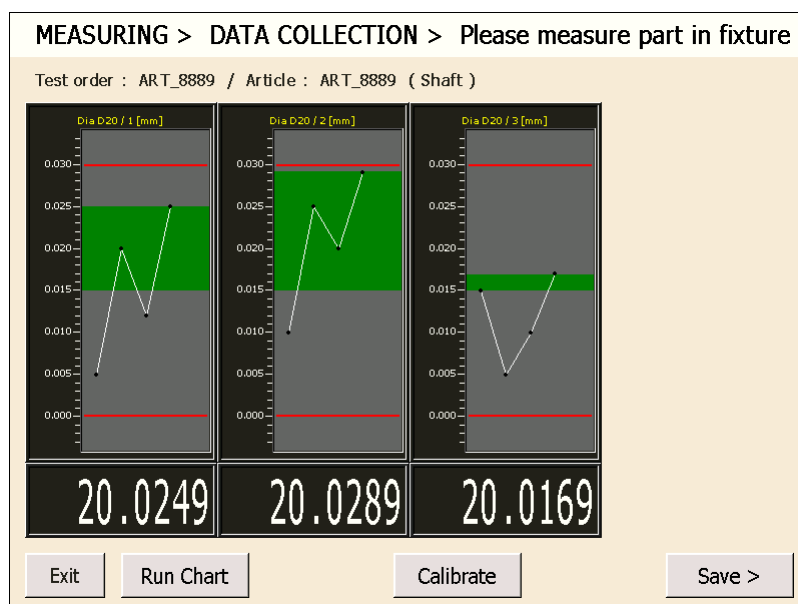 MEASURING > DATA COLLECTION > Please measure part in fixture
Test order : ART_8889 / Article : ART_8889 ( Shaft )
Dia D20 / 1 [mm] Dia D20 / 2 [mm] Dia D20 / 3 [mm]
0.030 0.030 0.030
0.025 0.025 0.025
0.020 0.020 0.020
0.015 0.015 0.015
0.010 0.010 0.010
0.005 0.005 0.005
0.000 0.000 0.000
20.0249 20.0289 20.0169
Exit Run Chart Calibrate Save >